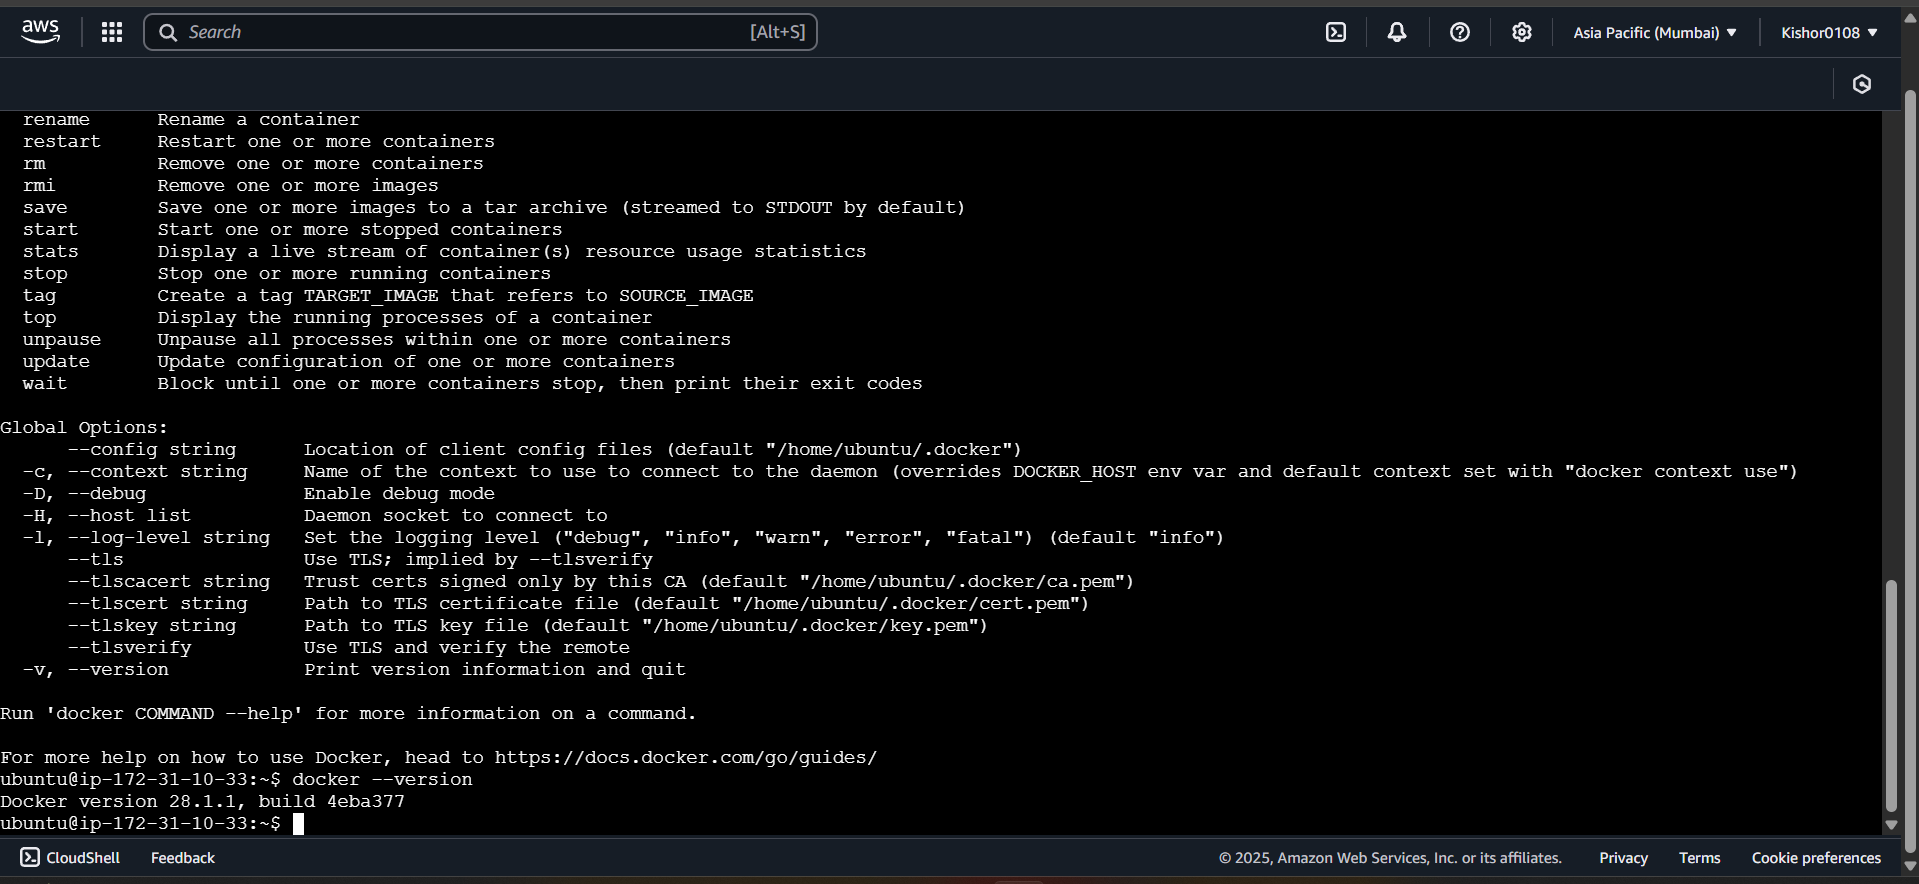 aws
Search [Alt+S] Asia Pacific (Mumbai) ▼ Kishor0108 ▼
rename Rename a container
restart Restart one or more containers
rm Remove one or more containers
rmi Remove one or more images
save Save one or more images to a tar archive (streamed to STDOUT by default)
start Start one or more stopped containers
stats Display a live stream of container(s) resource usage statistics
stop Stop one or more running containers
tag Create a tag TARGET_IMAGE that refers to SOURCE_IMAGE
top Display the running processes of a container
unpause Unpause all processes within one or more containers
update Update configuration of one or more containers
wait Block until one or more containers stop, then print their exit codes
Global Options:
--config string Location of client config files (default "/home/ubuntu/.docker")
-c, --context string Name of the context to use to connect to the daemon (overrides DOCKER_HOST env var and default context set with "docker context use")
-D, --debug Enable debug mode
-H, --host list Daemon socket to connect to
-l, --log-level string Set the logging level ("debug", "info", "warn", "error", "fatal") (default "info")
--tls Use TLS; implied by --tlsverify
--tlscacert string Trust certs signed only by this CA (default "/home/ubuntu/.docker/ca.pem")
--tlscert string Path to TLS certificate file (default "/home/ubuntu/.docker/cert.pem")
--tlskey string Path to TLS key file (default "/home/ubuntu/.docker/key.pem")
--tlsverify Use TLS and verify the remote
-v, --version Print version information and quit
Run 'docker COMMAND --help' for more information on a command.
For more help on how to use Docker, head to https://docs.docker.com/go/guides/
ubuntu@ip-172-31-10-33:~$ docker --version
Docker version 28.1.1, build 4eba377
ubuntu@ip-172-31-10-33:~$
CloudShell Feedback © 2025, Amazon Web Services, Inc. or its affiliates. Privacy Terms Cookie preferences